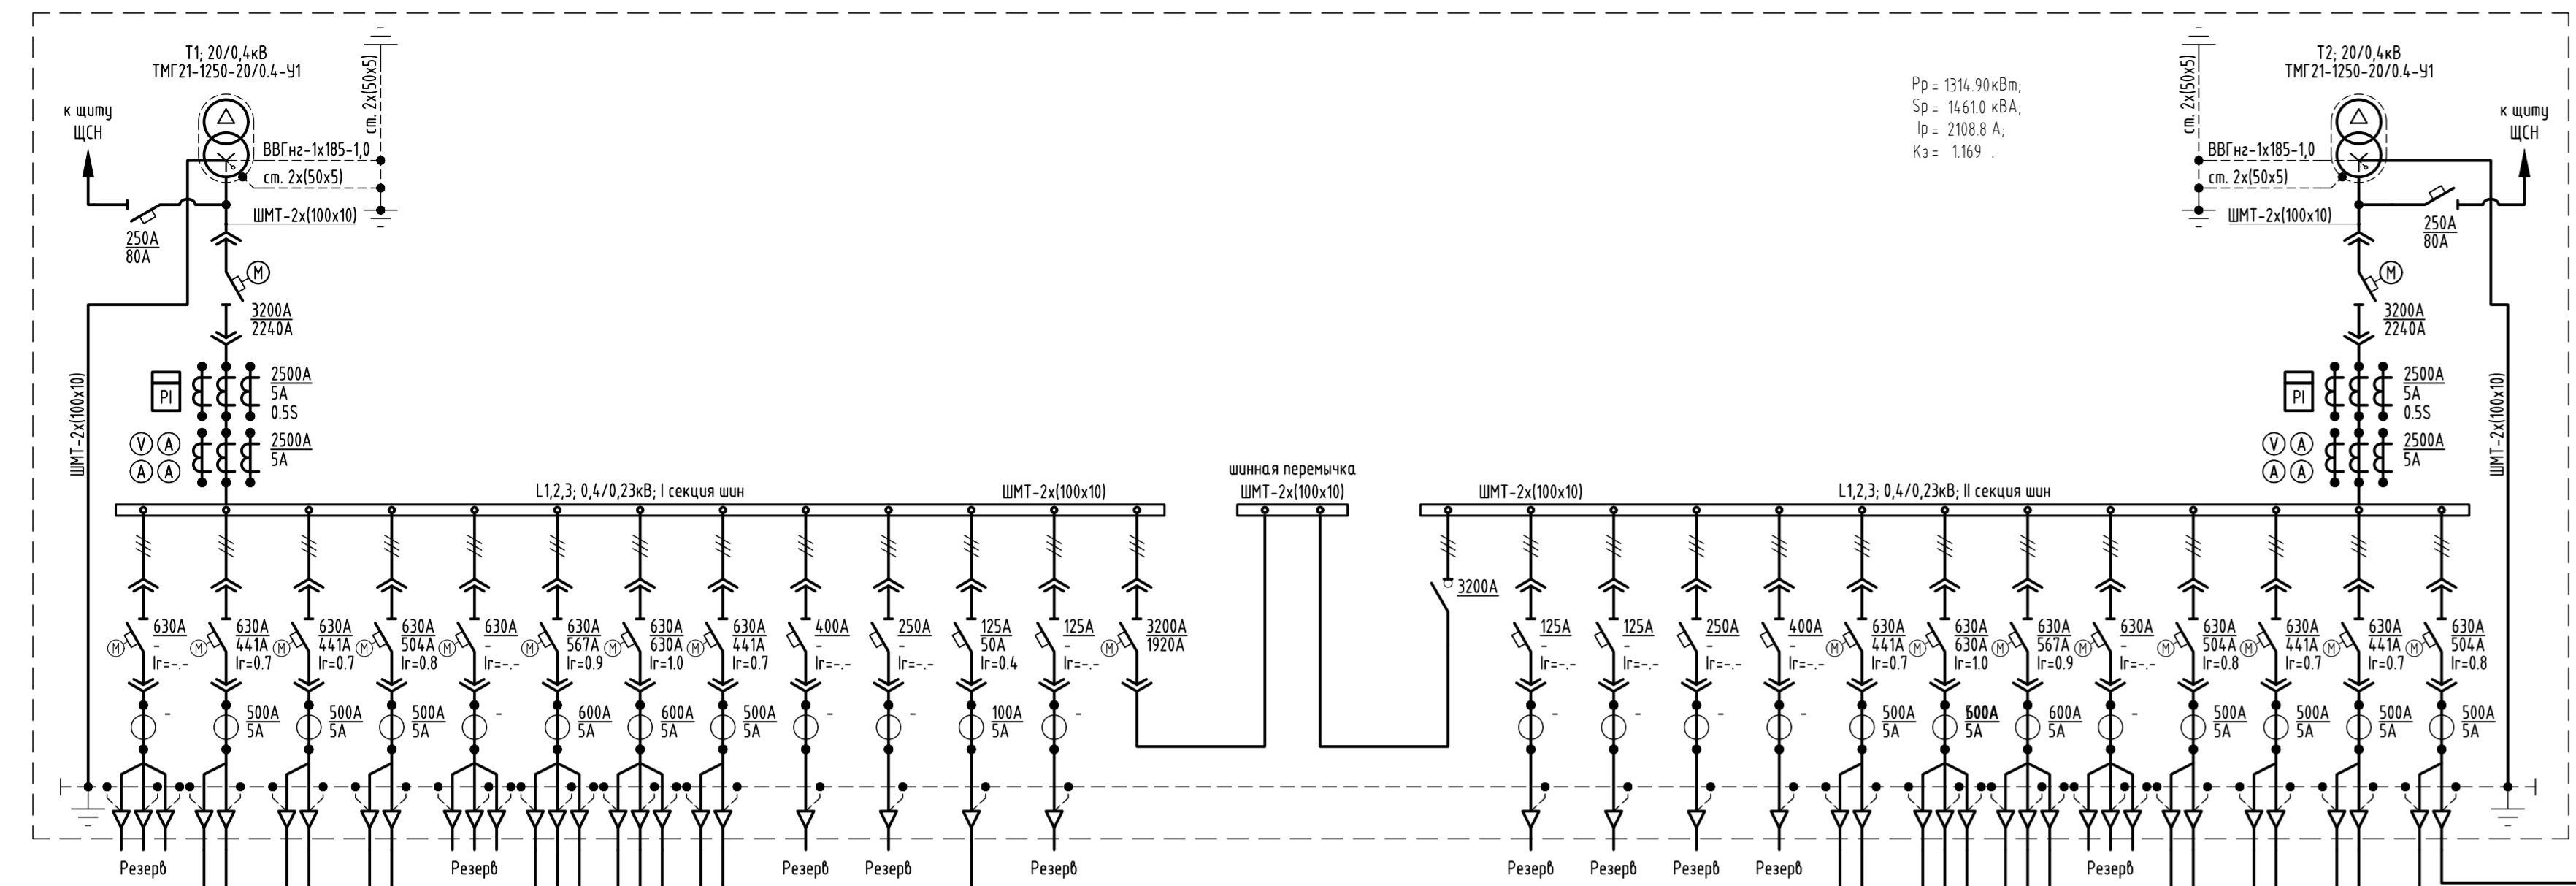 Т1; 20/0,4кВ
ТМГ21-1250-20/0.4-У1
к щиту
ЩСН
ст. 2х(50х5)
ВВГнг-1х185-1,0
ст. 2х(50х5)
ШМТ-2х(100х10)
250А
80А
М
3200А
2240А
ШМТ-2х(100х10)
PI
2500А
5А
0.5S
V A
A A
2500А
5А
Рр = 1314.90кВт;
Sр = 1461.0 кВА;
Iр = 2108.8 А;
Кз = 1.169 .
Т2; 20/0,4кВ
ТМГ21-1250-20/0.4-У1
к щиту
ЩСН
ст. 2х(50х5)
ВВГнг-1х185-1,0
ст. 2х(50х5)
ШМТ-2х(100х10)
250А
80А
М
3200А
2240А
ШМТ-2х(100х10)
PI
2500А
5А
0.5S
V A
A A
2500А
5А
L1,2,3; 0,4/0,23кВ; I секция шин
ШМТ-2х(100х10)
шинная перемычка
ШМТ-2х(100х10)
ШМТ-2х(100х10)
L1,2,3; 0,4/0,23кВ; II секция шин
3200А
630А 630А 630А 630А 630А 630А 630А 630А 400А 250А 125А 125А 3200А
- 441А 441А 504А - 567А 630А 441А - - 50А - 1920А
М М М М М М М М М
Ir=-.- Ir=0.7 Ir=0.7 Ir=0.8 Ir=-.- Ir=0.9 Ir=1.0 Ir=0.7 Ir=-.- Ir=-.- Ir=0.4 Ir=-.-
- 500А 500А 500А - 600А 600А 500А - - 100А -
5А 5А 5А 5А 5А 5А 5А
Резерв Резерв Резерв Резерв Резерв
125А 125А 250А 400А 630А 630А 630А 630А 630А 630А 630А 630А
- - - - 441А 630А 567А - 504А 441А 441А 504А
М М М М М М М М
Ir=-.- Ir=-.- Ir=-.- Ir=-.- Ir=0.7 Ir=1.0 Ir=0.9 Ir=-.- Ir=0.8 Ir=0.7 Ir=0.7 Ir=0.8
- - - - 500А 600А - 500А 500А 500А 500А
5А 5А 5А 5А 5А 5А 5А
Резерв Резерв Резерв Резерв Резерв